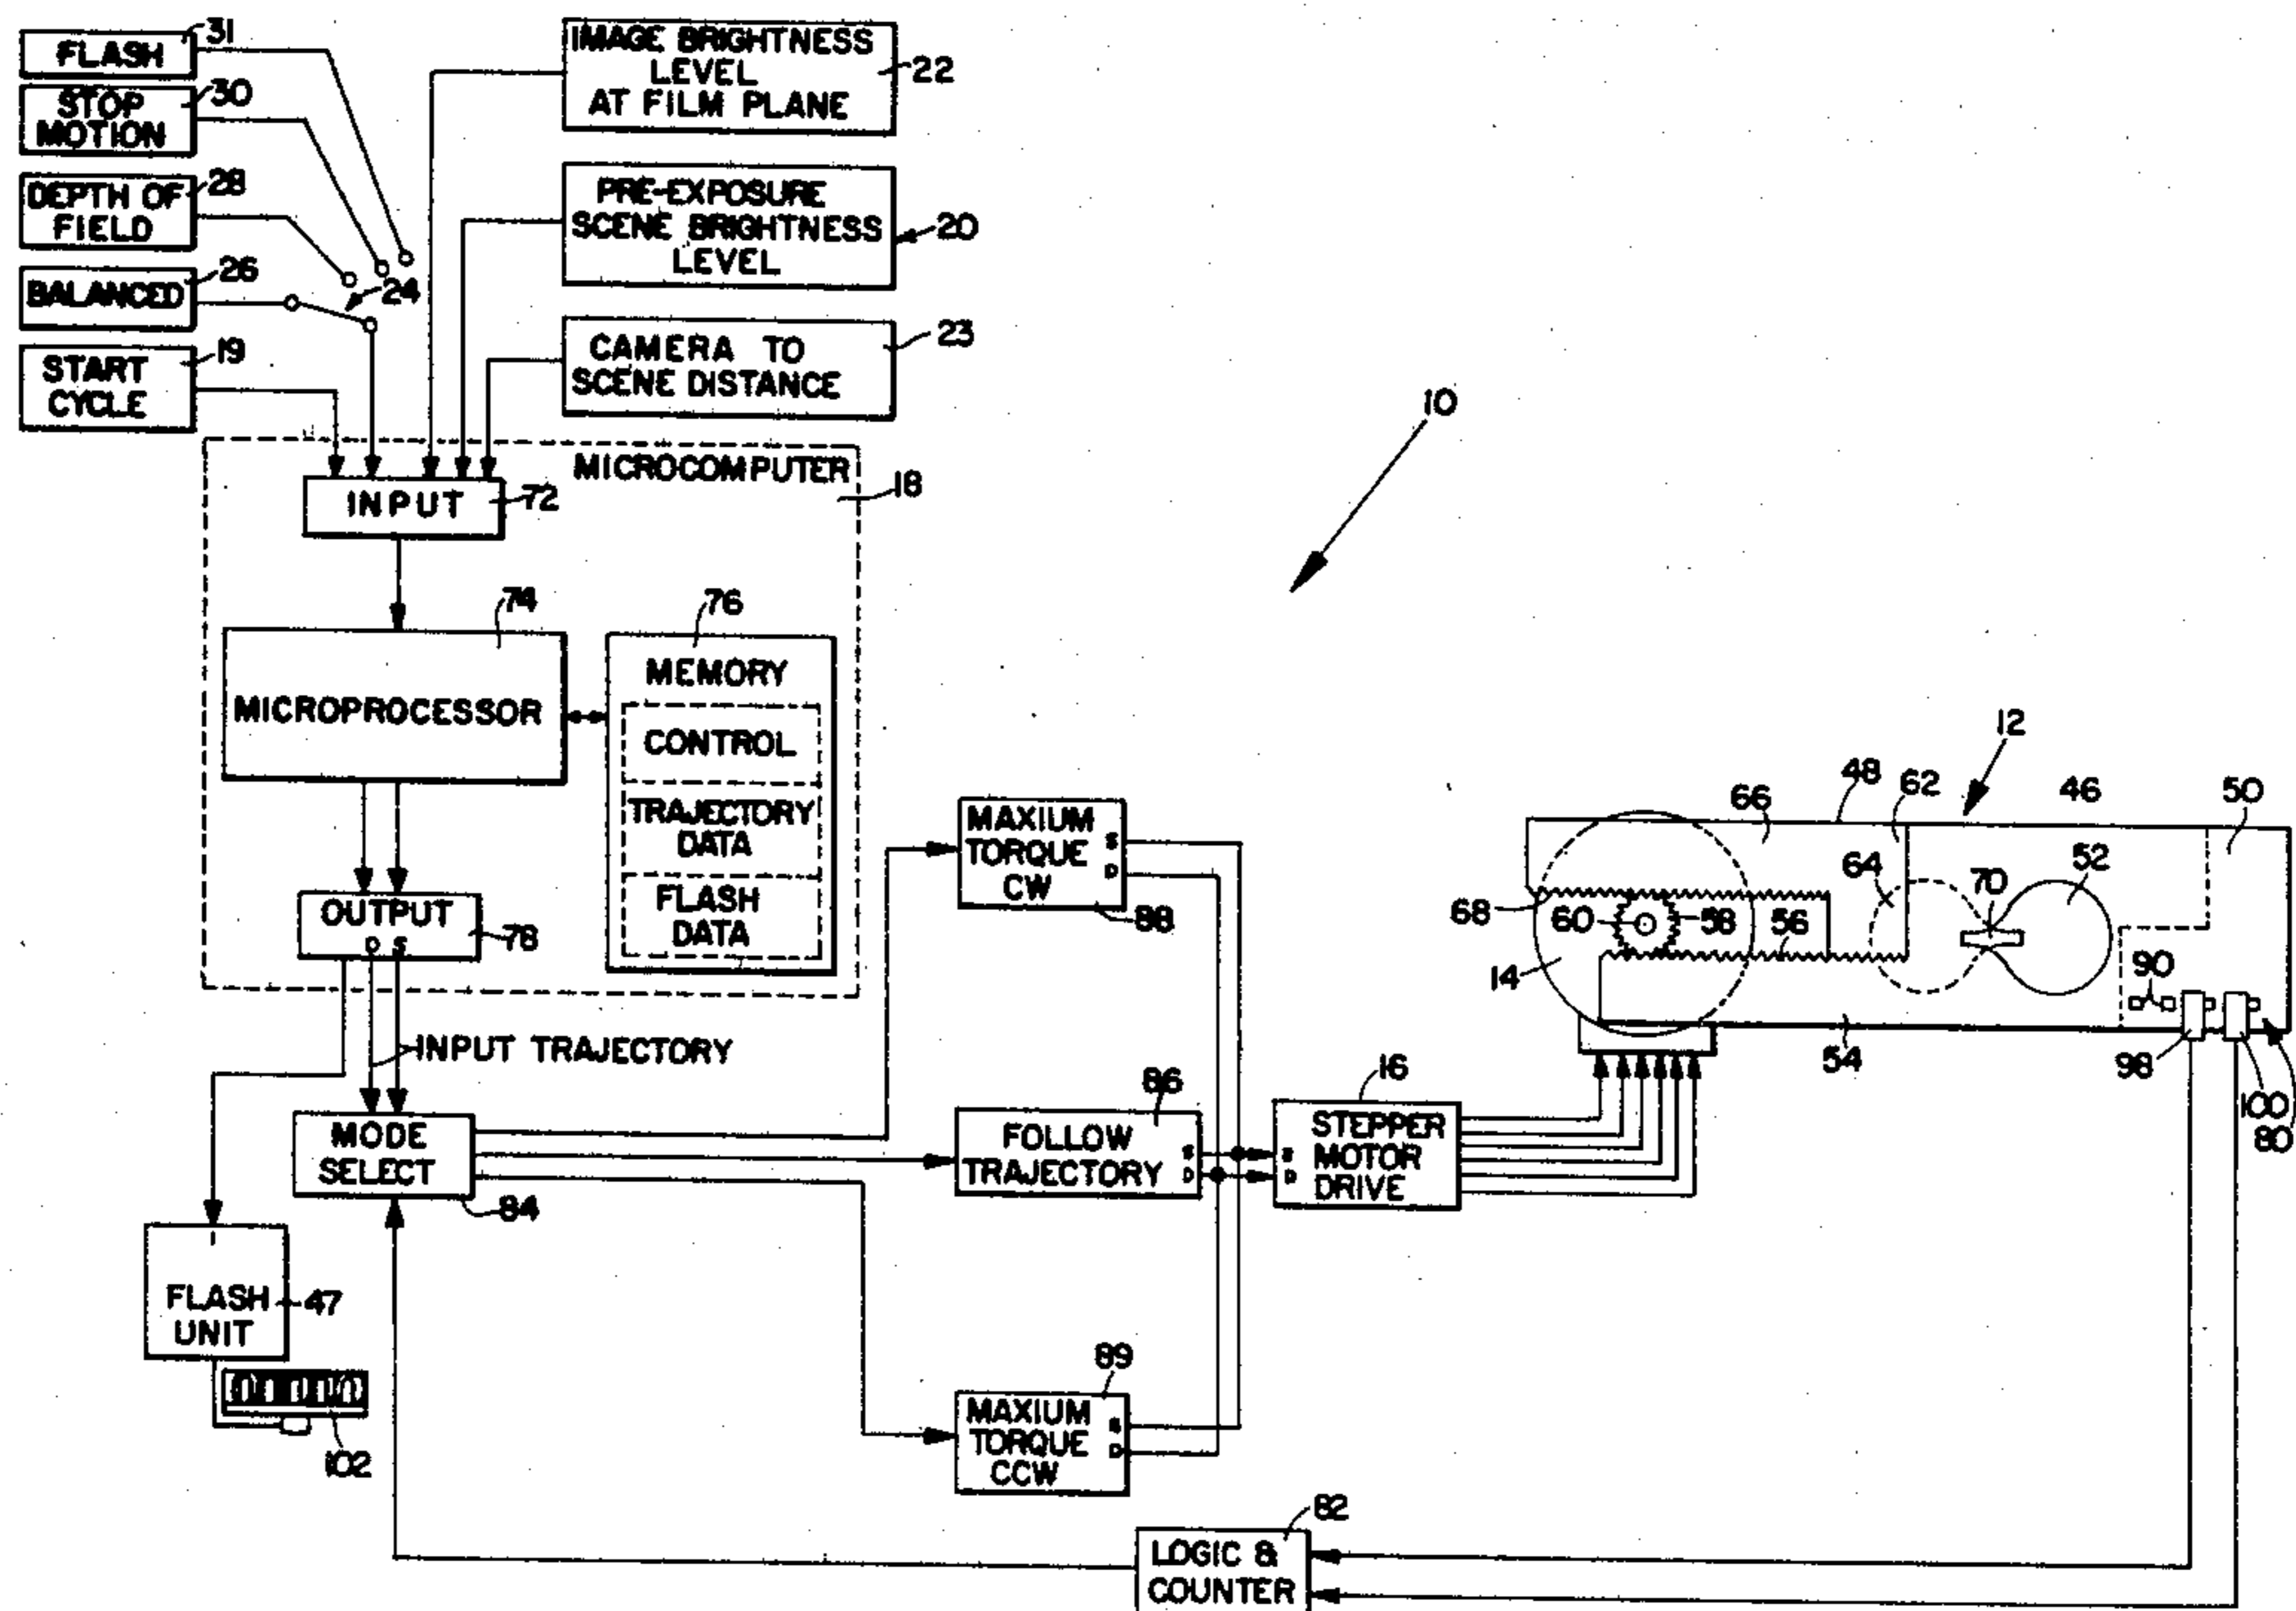 FLASH
31
STOP
MOTION
30
DEPTH OF
FIELD
28
BALANCED
26
24
START
CYCLE
19
IMAGE BRIGHTNESS
LEVEL
AT FILM PLANE
22
PRE-EXPOSURE
SCENE BRIGHTNESS
LEVEL
20
CAMERA TO
SCENE DISTANCE
23
10
MICROCOMPUTER
18
INPUT
72
74
MICROPROCESSOR
76
MEMORY
CONTROL
TRAJECTORY
DATA
FLASH
DATA
OUTPUT
D S
78
INPUT TRAJECTORY
MODE
SELECT
84
FLASH
UNIT
47
102
MAXIUM
TORQUE
CW
S
D
88
86
FOLLOW
TRAJECTORY
S
D
89
MAXIUM
TORQUE
CCW
S
D
16
STEPPER
MOTOR
DRIVE
S
D
82
LOGIC &
COUNTER
12
66
48
62
46
50
64
70
52
68
60
58
56
14
90
54
98
100
80